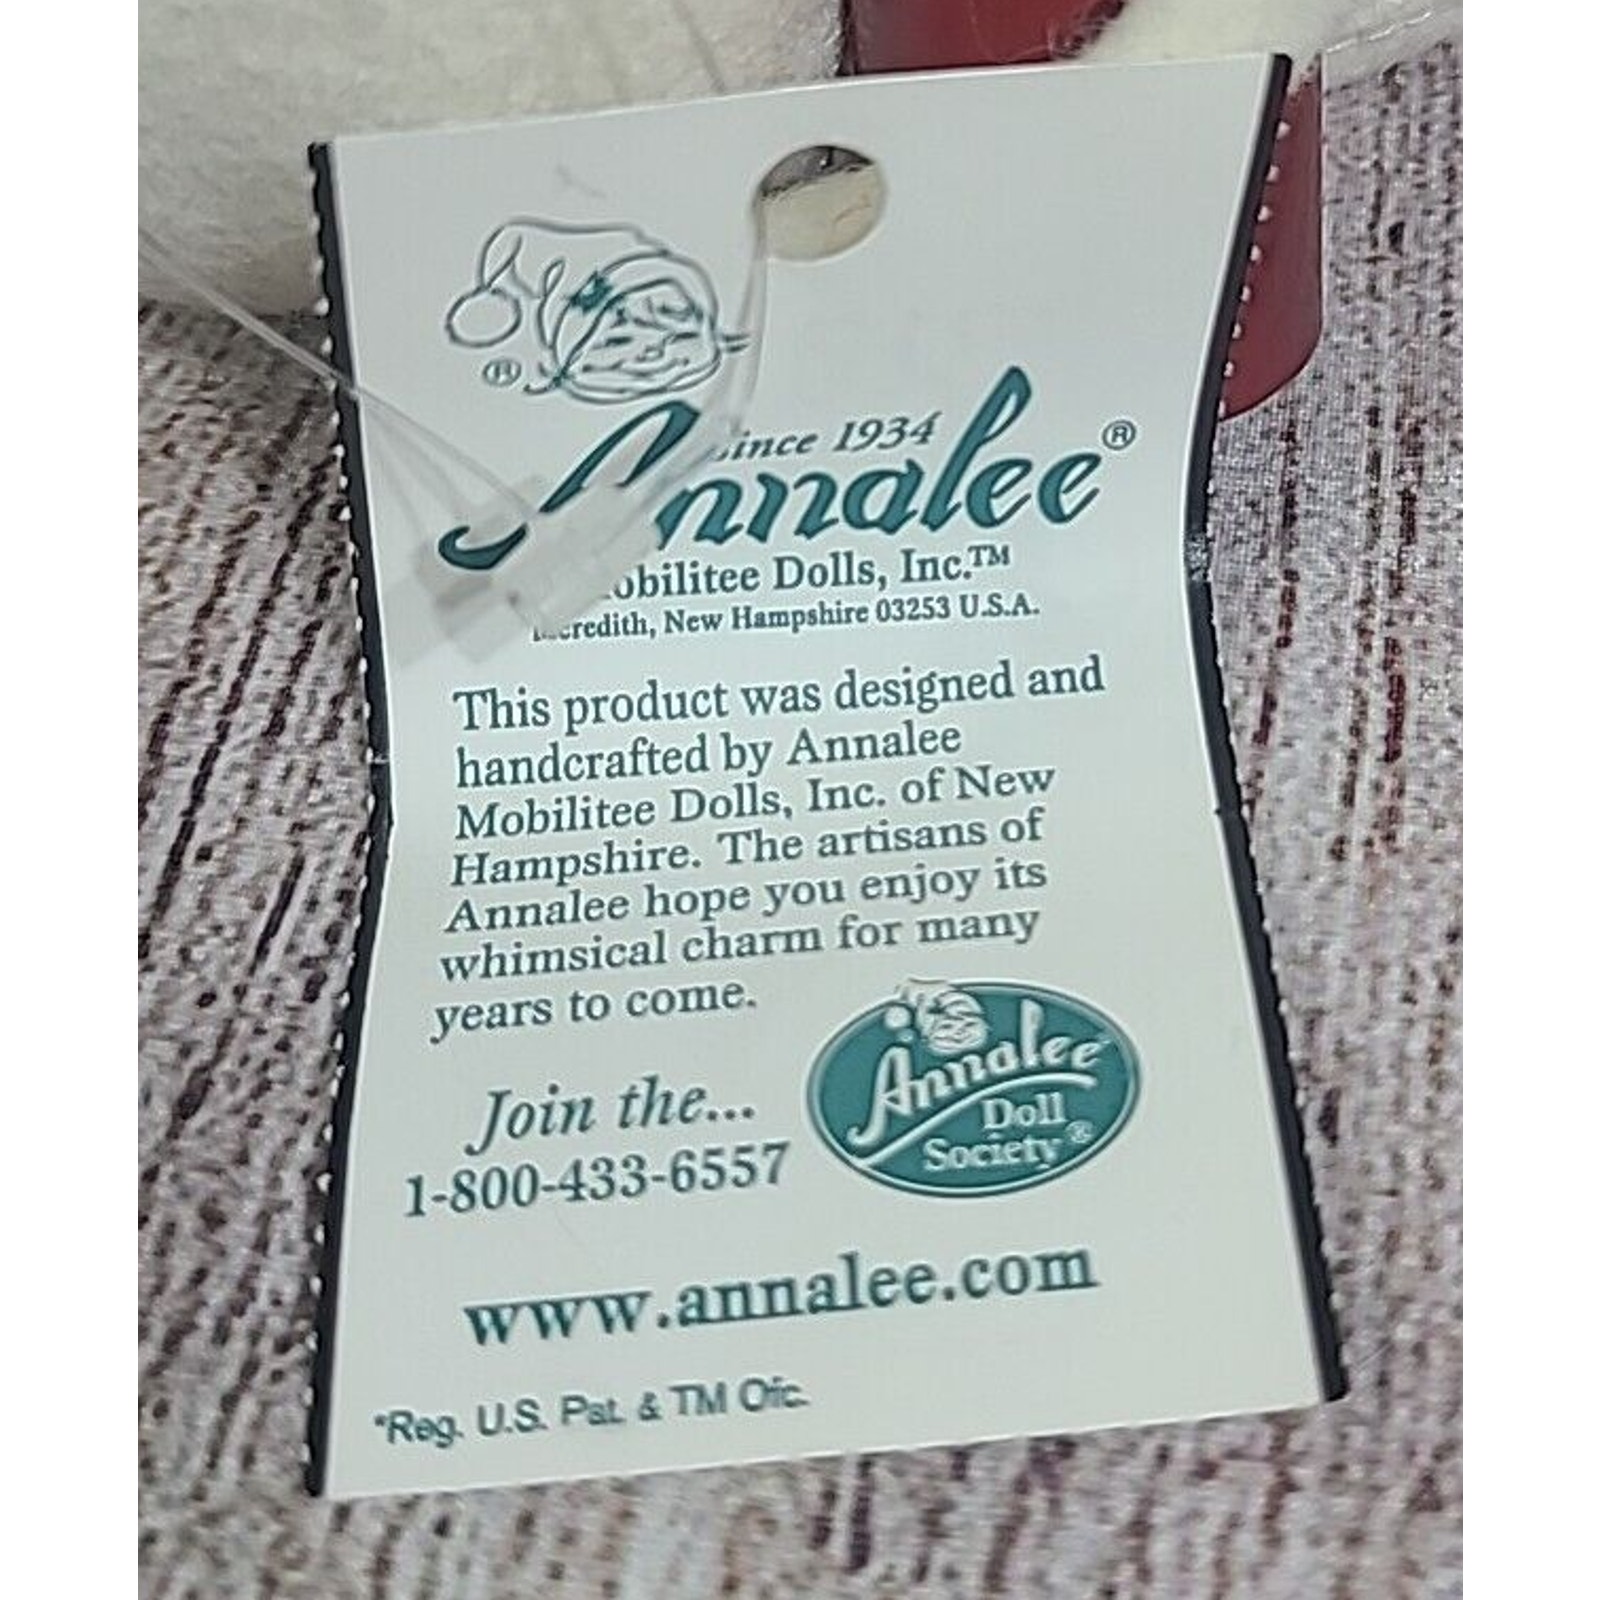 ®
since 1934
Annalee®
Mobilitee Dolls, Inc.™
Meredith, New Hampshire 03253 U.S.A.
This product was designed and
handcrafted by Annalee
Mobilitee Dolls, Inc. of New
Hampshire. The artisans of
Annalee hope you enjoy its
whimsical charm for many
years to come.
Join the...
1-800-433-6557
Annalee
Doll
Society®
www.annalee.com
*Reg. U.S. Pat. & TM Ofc.